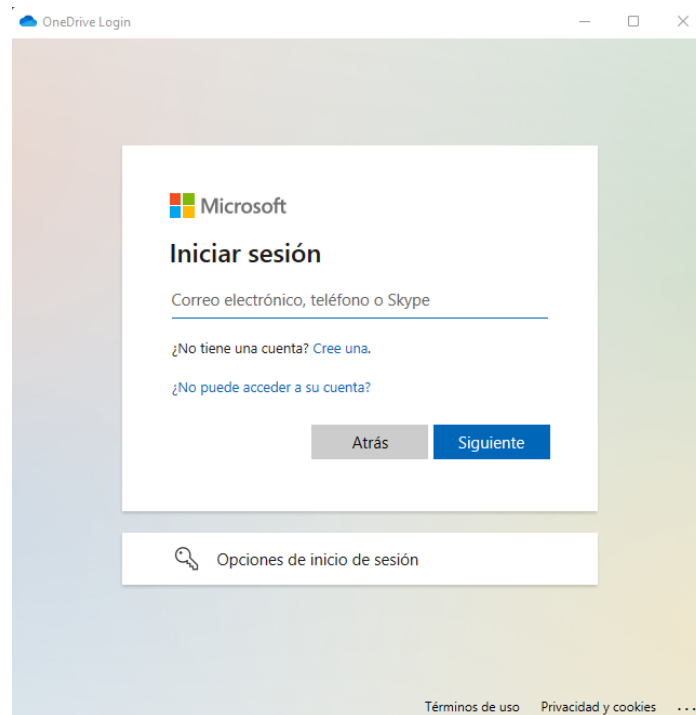 OneDrive Login
Microsoft
Iniciar sesión
Correo electrónico, teléfono o Skype
¿No tiene una cuenta? Cree una.
¿No puede acceder a su cuenta?
Atrás Siguiente
Opciones de inicio de sesión
Términos de uso Privacidad y cookies ...